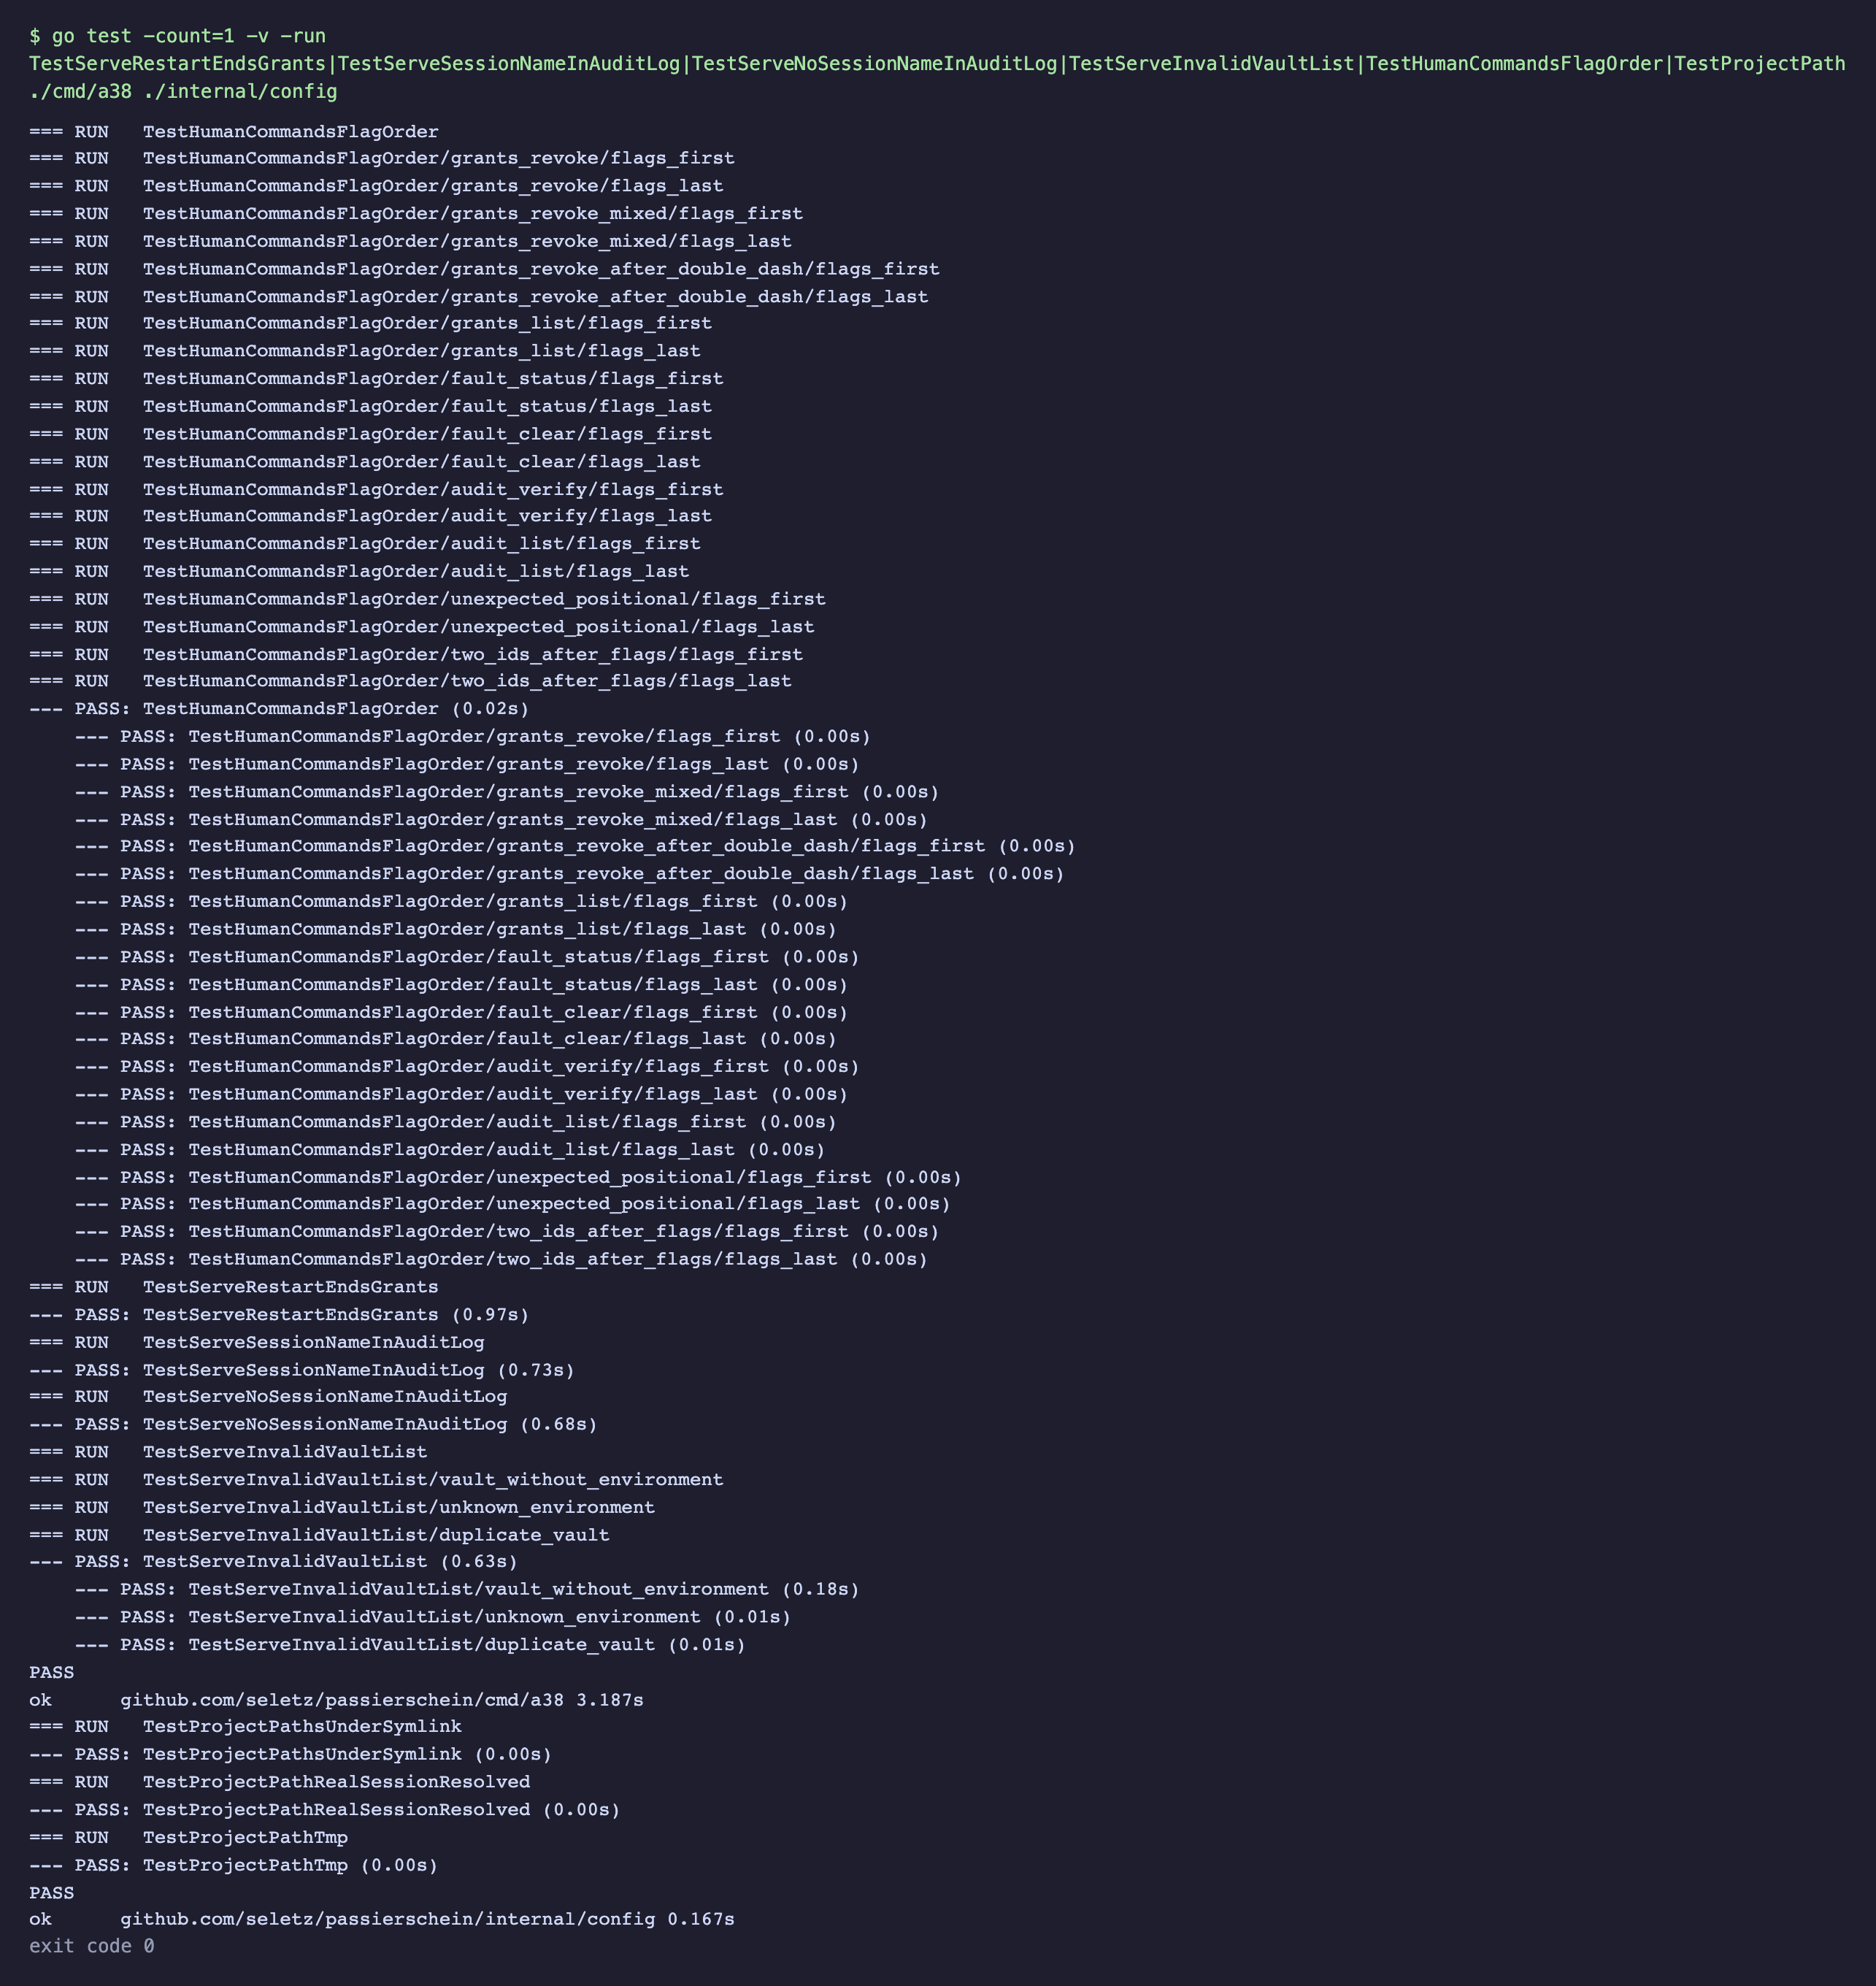 $ go test -count=1 -v -run
TestServeRestartEndsGrants|TestServeSessionNameInAuditLog|TestServeNoSessionNameInAuditLog|TestServeInvalidVaultList|TestHumanCommandsFlagOrder|TestProjectPath
./cmd/a38 ./internal/config
=== RUN   TestHumanCommandsFlagOrder
=== RUN   TestHumanCommandsFlagOrder/grants_revoke/flags_first
=== RUN   TestHumanCommandsFlagOrder/grants_revoke/flags_last
=== RUN   TestHumanCommandsFlagOrder/grants_revoke_mixed/flags_first
=== RUN   TestHumanCommandsFlagOrder/grants_revoke_mixed/flags_last
=== RUN   TestHumanCommandsFlagOrder/grants_revoke_after_double_dash/flags_first
=== RUN   TestHumanCommandsFlagOrder/grants_revoke_after_double_dash/flags_last
=== RUN   TestHumanCommandsFlagOrder/grants_list/flags_first
=== RUN   TestHumanCommandsFlagOrder/grants_list/flags_last
=== RUN   TestHumanCommandsFlagOrder/fault_status/flags_first
=== RUN   TestHumanCommandsFlagOrder/fault_status/flags_last
=== RUN   TestHumanCommandsFlagOrder/fault_clear/flags_first
=== RUN   TestHumanCommandsFlagOrder/fault_clear/flags_last
=== RUN   TestHumanCommandsFlagOrder/audit_verify/flags_first
=== RUN   TestHumanCommandsFlagOrder/audit_verify/flags_last
=== RUN   TestHumanCommandsFlagOrder/audit_list/flags_first
=== RUN   TestHumanCommandsFlagOrder/audit_list/flags_last
=== RUN   TestHumanCommandsFlagOrder/unexpected_positional/flags_first
=== RUN   TestHumanCommandsFlagOrder/unexpected_positional/flags_last
=== RUN   TestHumanCommandsFlagOrder/two_ids_after_flags/flags_first
=== RUN   TestHumanCommandsFlagOrder/two_ids_after_flags/flags_last
--- PASS: TestHumanCommandsFlagOrder (0.02s)
    --- PASS: TestHumanCommandsFlagOrder/grants_revoke/flags_first (0.00s)
    --- PASS: TestHumanCommandsFlagOrder/grants_revoke/flags_last (0.00s)
    --- PASS: TestHumanCommandsFlagOrder/grants_revoke_mixed/flags_first (0.00s)
    --- PASS: TestHumanCommandsFlagOrder/grants_revoke_mixed/flags_last (0.00s)
    --- PASS: TestHumanCommandsFlagOrder/grants_revoke_after_double_dash/flags_first (0.00s)
    --- PASS: TestHumanCommandsFlagOrder/grants_revoke_after_double_dash/flags_last (0.00s)
    --- PASS: TestHumanCommandsFlagOrder/grants_list/flags_first (0.00s)
    --- PASS: TestHumanCommandsFlagOrder/grants_list/flags_last (0.00s)
    --- PASS: TestHumanCommandsFlagOrder/fault_status/flags_first (0.00s)
    --- PASS: TestHumanCommandsFlagOrder/fault_status/flags_last (0.00s)
    --- PASS: TestHumanCommandsFlagOrder/fault_clear/flags_first (0.00s)
    --- PASS: TestHumanCommandsFlagOrder/fault_clear/flags_last (0.00s)
    --- PASS: TestHumanCommandsFlagOrder/audit_verify/flags_first (0.00s)
    --- PASS: TestHumanCommandsFlagOrder/audit_verify/flags_last (0.00s)
    --- PASS: TestHumanCommandsFlagOrder/audit_list/flags_first (0.00s)
    --- PASS: TestHumanCommandsFlagOrder/audit_list/flags_last (0.00s)
    --- PASS: TestHumanCommandsFlagOrder/unexpected_positional/flags_first (0.00s)
    --- PASS: TestHumanCommandsFlagOrder/unexpected_positional/flags_last (0.00s)
    --- PASS: TestHumanCommandsFlagOrder/two_ids_after_flags/flags_first (0.00s)
    --- PASS: TestHumanCommandsFlagOrder/two_ids_after_flags/flags_last (0.00s)
=== RUN   TestServeRestartEndsGrants
--- PASS: TestServeRestartEndsGrants (0.97s)
=== RUN   TestServeSessionNameInAuditLog
--- PASS: TestServeSessionNameInAuditLog (0.73s)
=== RUN   TestServeNoSessionNameInAuditLog
--- PASS: TestServeNoSessionNameInAuditLog (0.68s)
=== RUN   TestServeInvalidVaultList
=== RUN   TestServeInvalidVaultList/vault_without_environment
=== RUN   TestServeInvalidVaultList/unknown_environment
=== RUN   TestServeInvalidVaultList/duplicate_vault
--- PASS: TestServeInvalidVaultList (0.63s)
    --- PASS: TestServeInvalidVaultList/vault_without_environment (0.18s)
    --- PASS: TestServeInvalidVaultList/unknown_environment (0.01s)
    --- PASS: TestServeInvalidVaultList/duplicate_vault (0.01s)
PASS
ok      github.com/seletz/passierschein/cmd/a38 3.187s
=== RUN   TestProjectPathsUnderSymlink
--- PASS: TestProjectPathsUnderSymlink (0.00s)
=== RUN   TestProjectPathRealSessionResolved
--- PASS: TestProjectPathRealSessionResolved (0.00s)
=== RUN   TestProjectPathTmp
--- PASS: TestProjectPathTmp (0.00s)
PASS
ok      github.com/seletz/passierschein/internal/config 0.167s
exit code 0